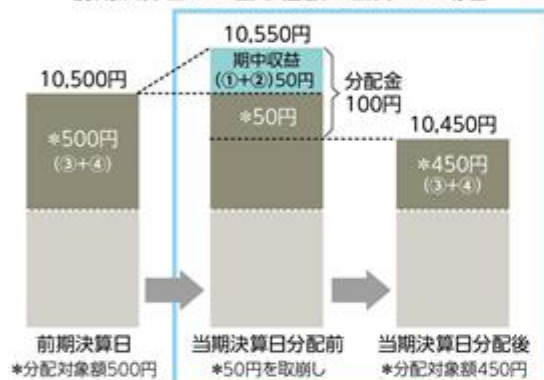 10,500円
*500円
(③+④)
10,550円
期中収益
(①+②)50円
*50円
分配金
100円
10,450円
*450円
(③+④)
前期決算日
*分配対象額500円
当期決算日分配前
*50円を取崩し
当期決算日分配後
*分配対象額450円